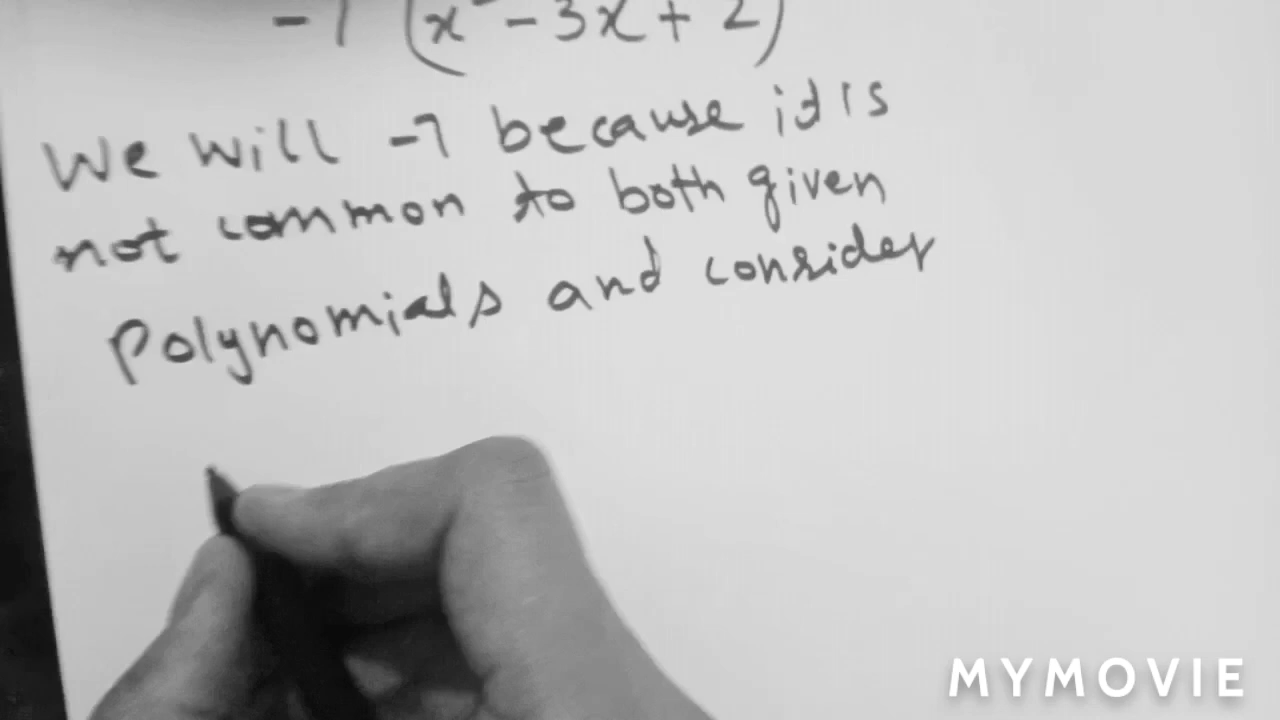 -7 (x² - 3x + 2)
We will -7 because it is
not common to both given
Polynomials and consider
MYMOVIE